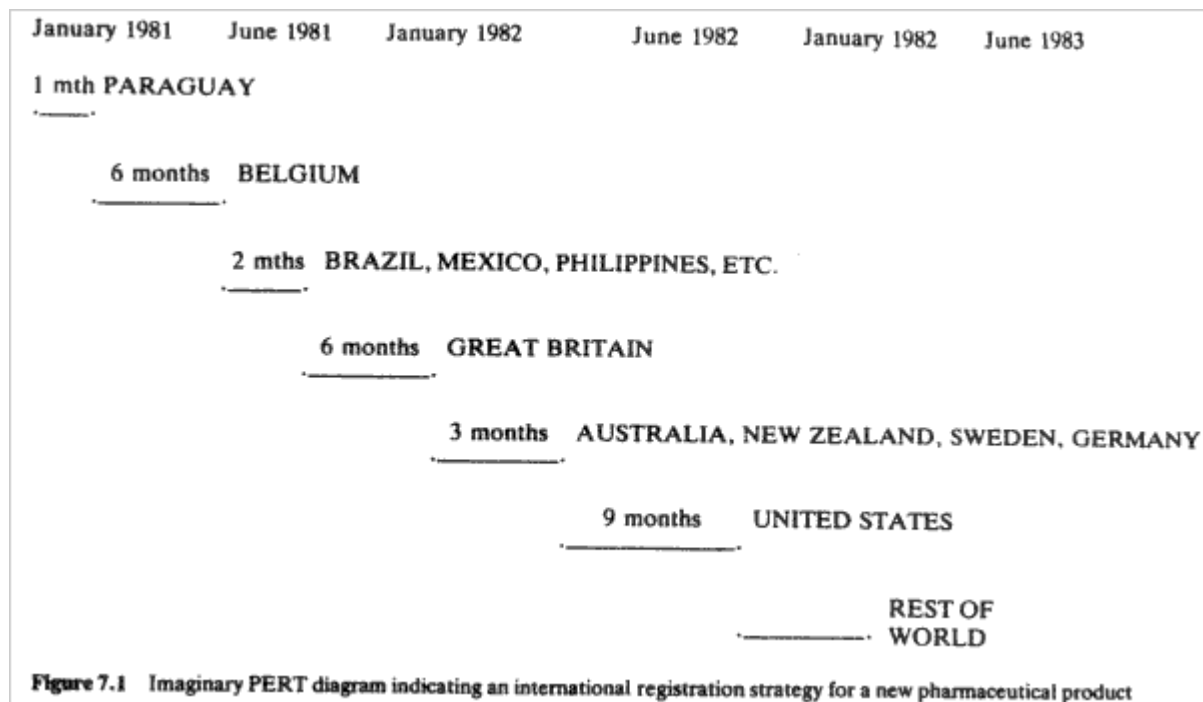 January 1981 June 1981 January 1982 June 1982 January 1982 June 1983
1 mth PARAGUAY
6 months BELGIUM
2 mths BRAZIL, MEXICO, PHILIPPINES, ETC.
6 months GREAT BRITAIN
3 months AUSTRALIA, NEW ZEALAND, SWEDEN, GERMANY
9 months UNITED STATES
REST OF
WORLD
Figure 7.1 Imaginary PERT diagram indicating an international registration strategy for a new pharmaceutical product